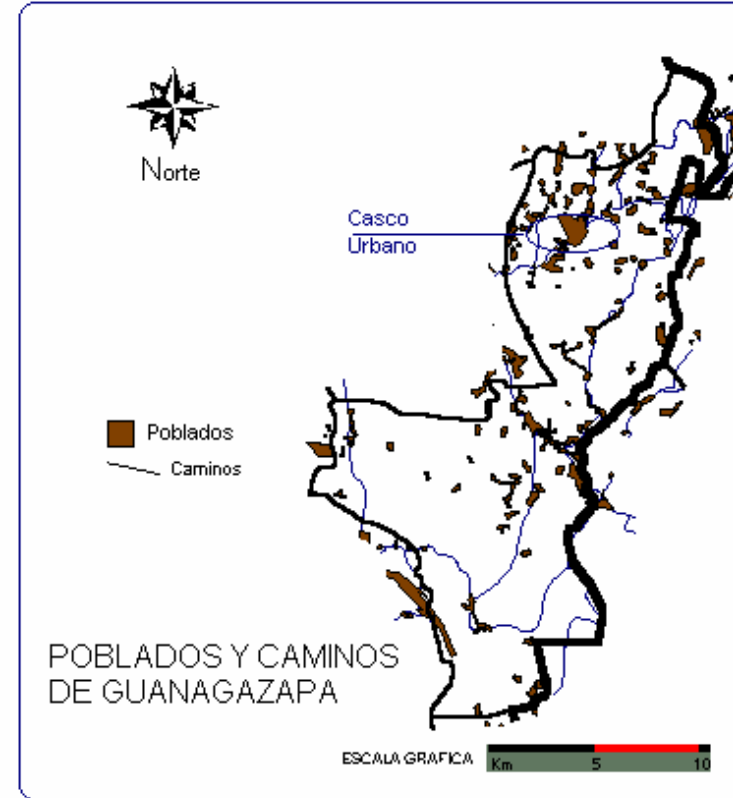 Norte
Casco
Urbano
Poblados
Caminos
POBLADOS Y CAMINOS
DE GUANAGAZAPA
ESCALA GRAFICA
Km 5 10